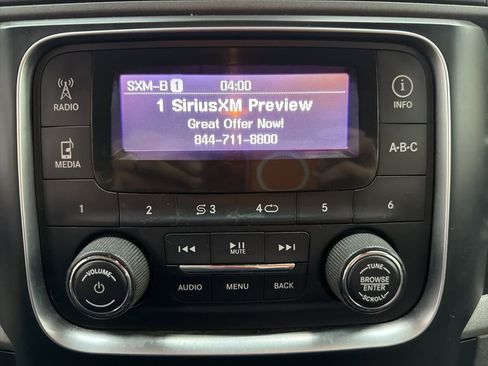 SXM-B 1 04:00
1 SiriusXM Preview
Great Offer Now!
844-711-8800
RADIO
INFO
MEDIA
A•B•C
1 2 3 4 5 6
MUTE
VOLUME
AUDIO MENU BACK
TUNE
BROWSE
ENTER
SCROLL